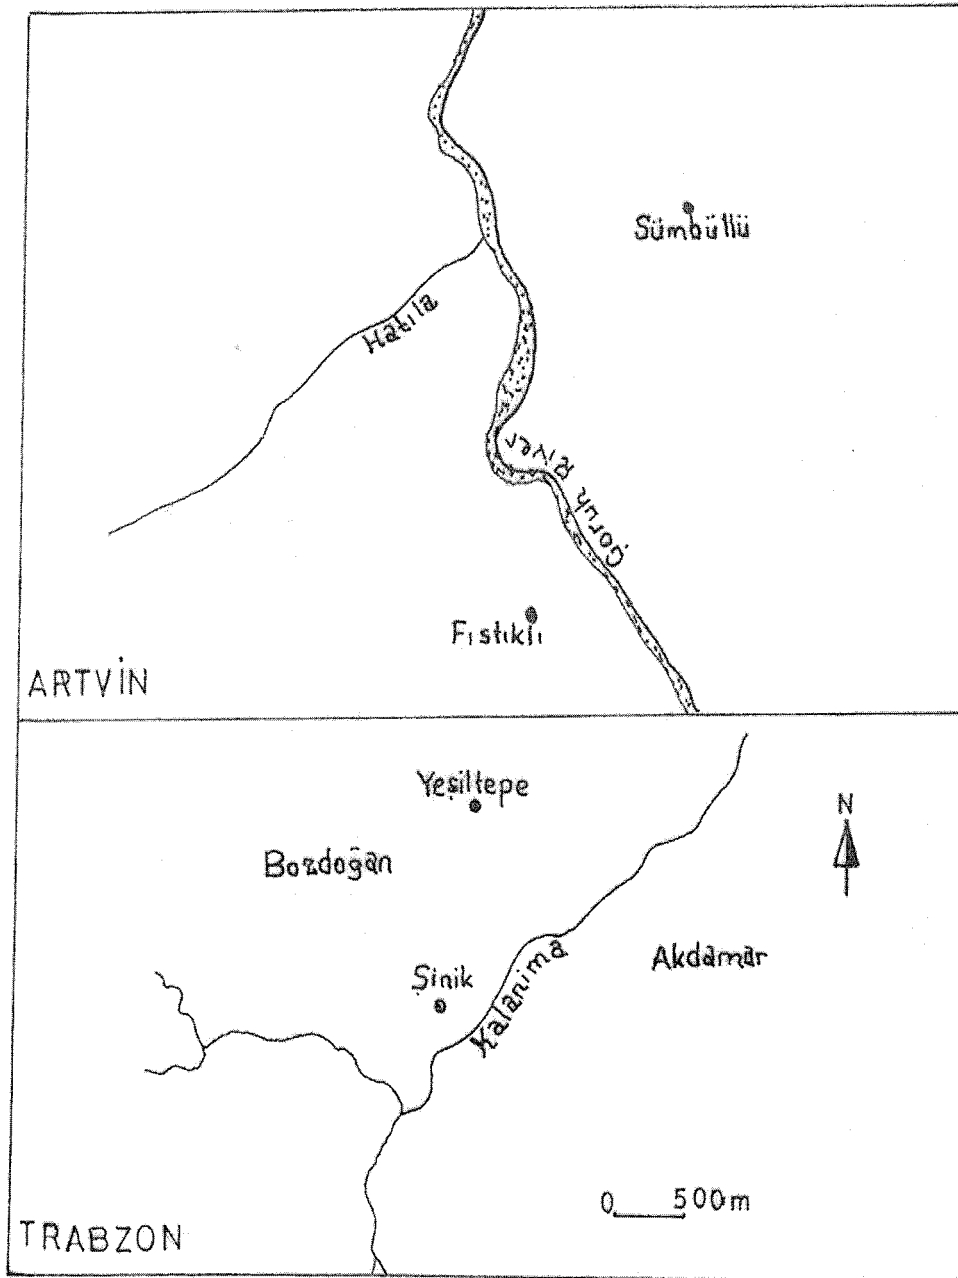 Sümbüllü
Hatıla
Çoruh River
Fıstıklı
ARTVİN
Yeşiltepe
N
Bozdoğan
Akdamar
Şinik
Kalanima
0 500m
TRABZON